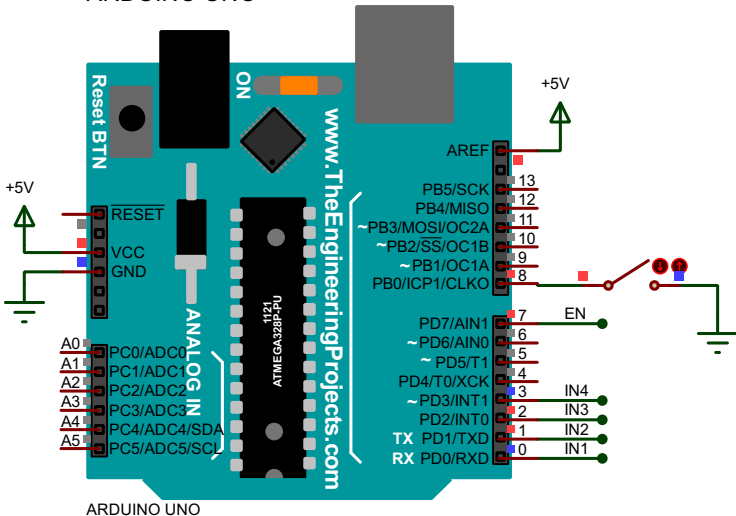 ARDUINO UNO
Reset BTN
ON
www.TheEngineeringProjects.com
+5V
+5V
AREF
PB5/SCK 13
PB4/MISO 12
~PB3/MOSI/OC2A 11
~PB2/SS/OC1B 10
~PB1/OC1A 9
PB0/ICP1/CLKO 8
RESET
VCC
GND
1121
ATMEGA328P-PU
ANALOG IN
PD7/AIN1 7 EN
~PD6/AIN0 6
~PD5/T1 5
PD4/T0/XCK 4
~PD3/INT1 3 IN4
PD2/INT0 2 IN3
TX PD1/TXD 1 IN2
RX PD0/RXD 0 IN1
A0 PC0/ADC0
A1 PC1/ADC1
A2 PC2/ADC2
A3 PC3/ADC3
A4 PC4/ADC4/SDA
A5 PC5/ADC5/SCL
ARDUINO UNO